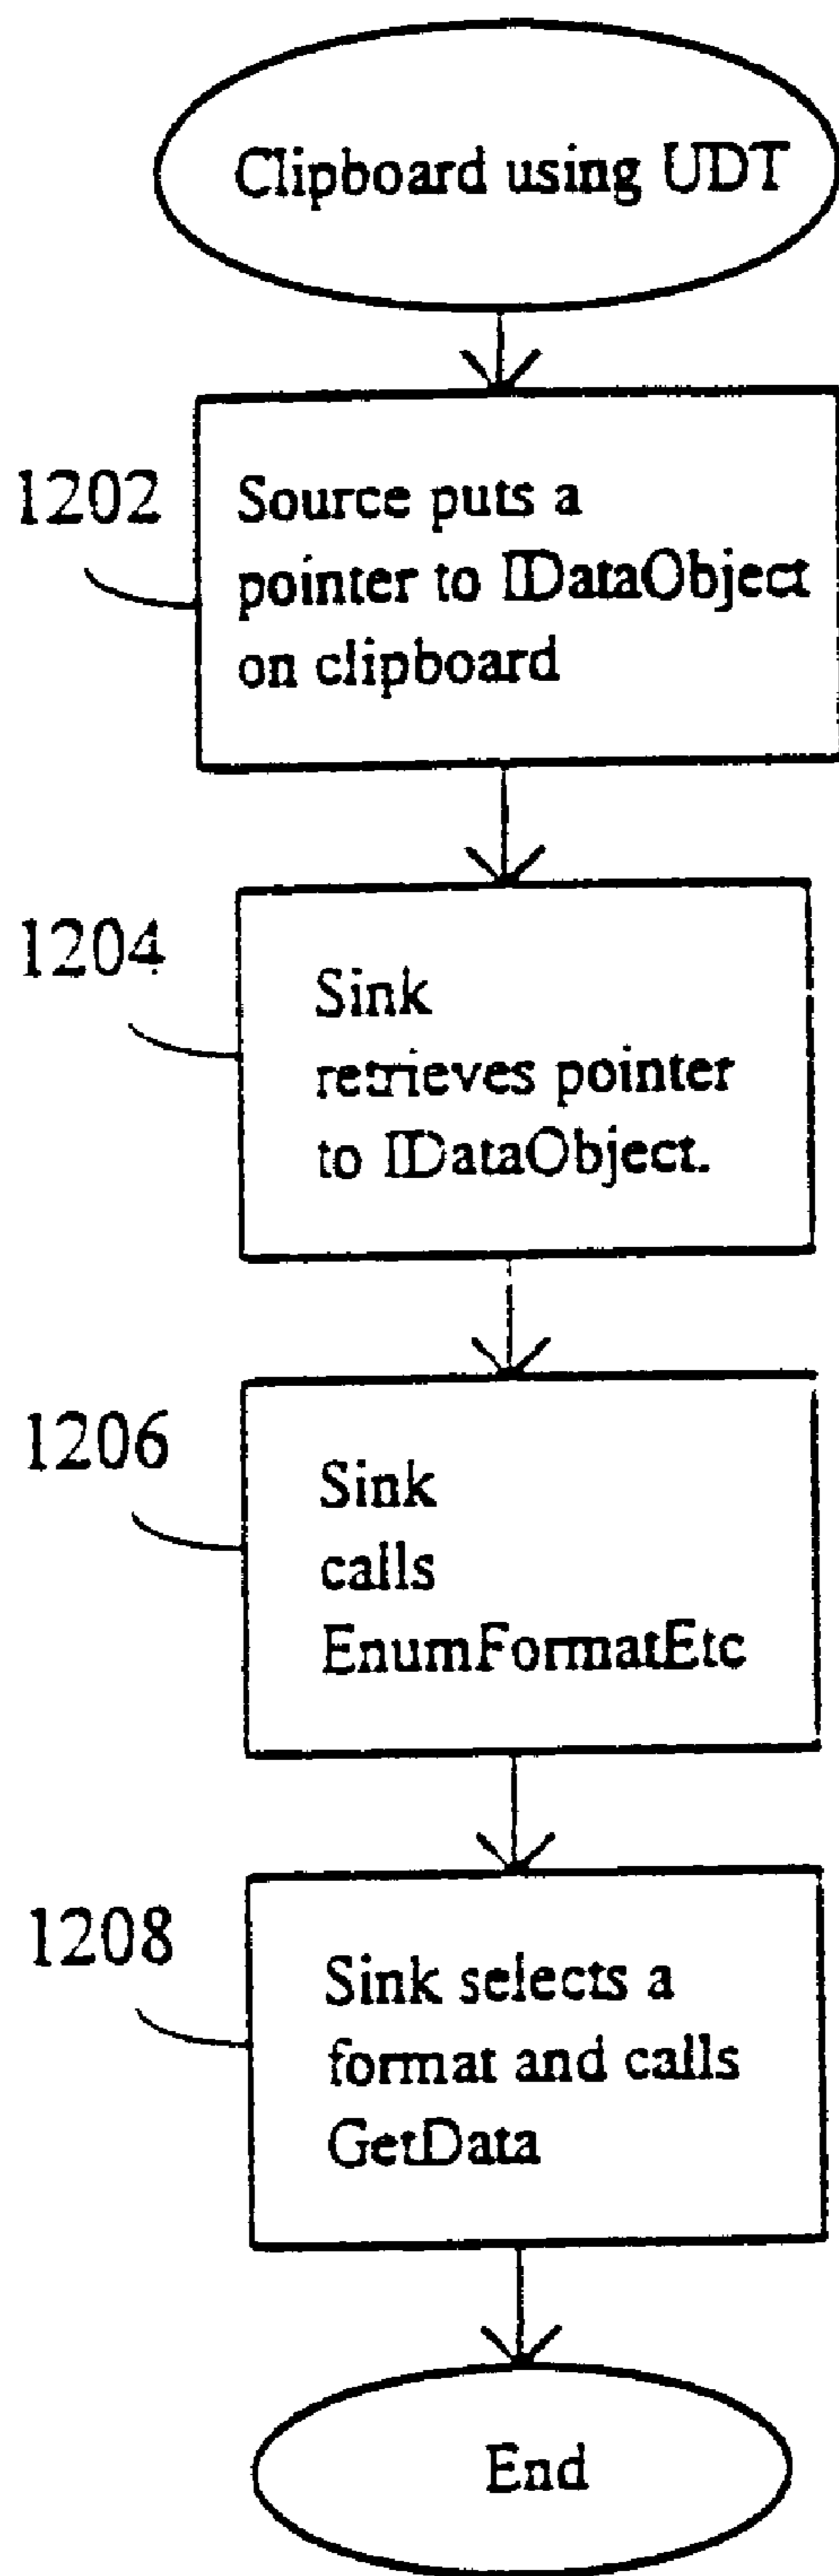 Clipboard using UDT
1202
Source puts a
pointer to IDataObject
on clipboard
1204
Sink
retrieves pointer
to IDataObject.
1206
Sink
calls
EnumFormatEtc
1208
Sink selects a
format and calls
GetData
End